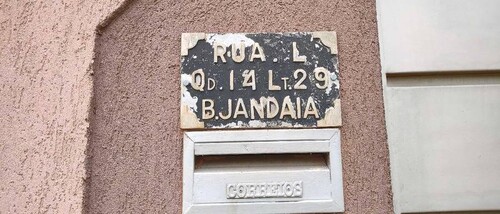 RUA. L
QD.14 LT.29
B.JANDAIA
CORREIOS